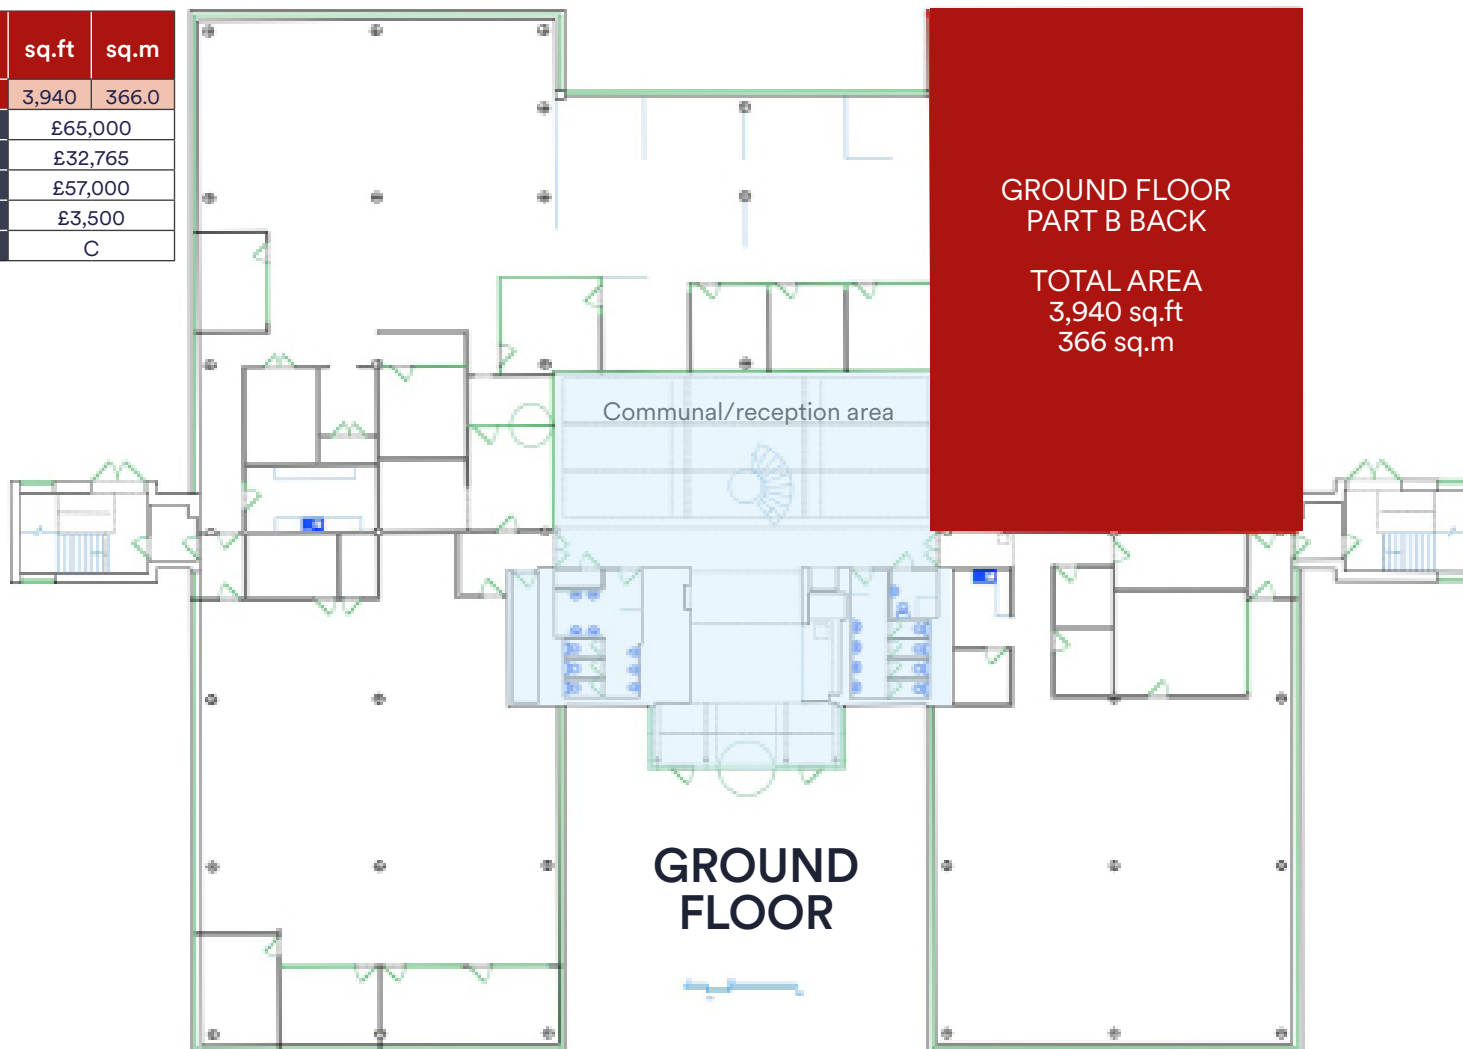 sq.ft sq.m
3,940 366.0
£65,000
£32,765
£57,000
£3,500
C
GROUND FLOOR
PART B BACK
TOTAL AREA
3,940 sq.ft
366 sq.m
Communal/reception area
GROUND
FLOOR